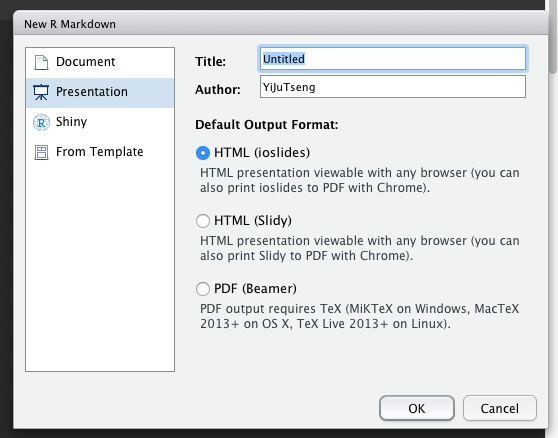 New R Markdown
Document
Presentation
Shiny
From Template
Title:
Untitled
Author:
YiJuTseng
Default Output Format:
HTML (ioslides)
HTML presentation viewable with any browser (you can
also print ioslides to PDF with Chrome).
HTML (Slidy)
HTML presentation viewable with any browser (you can
also print Slidy to PDF with Chrome).
PDF (Beamer)
PDF output requires TeX (MiKTeX on Windows, MacTeX
2013+ on OS X, TeX Live 2013+ on Linux).
OK
Cancel